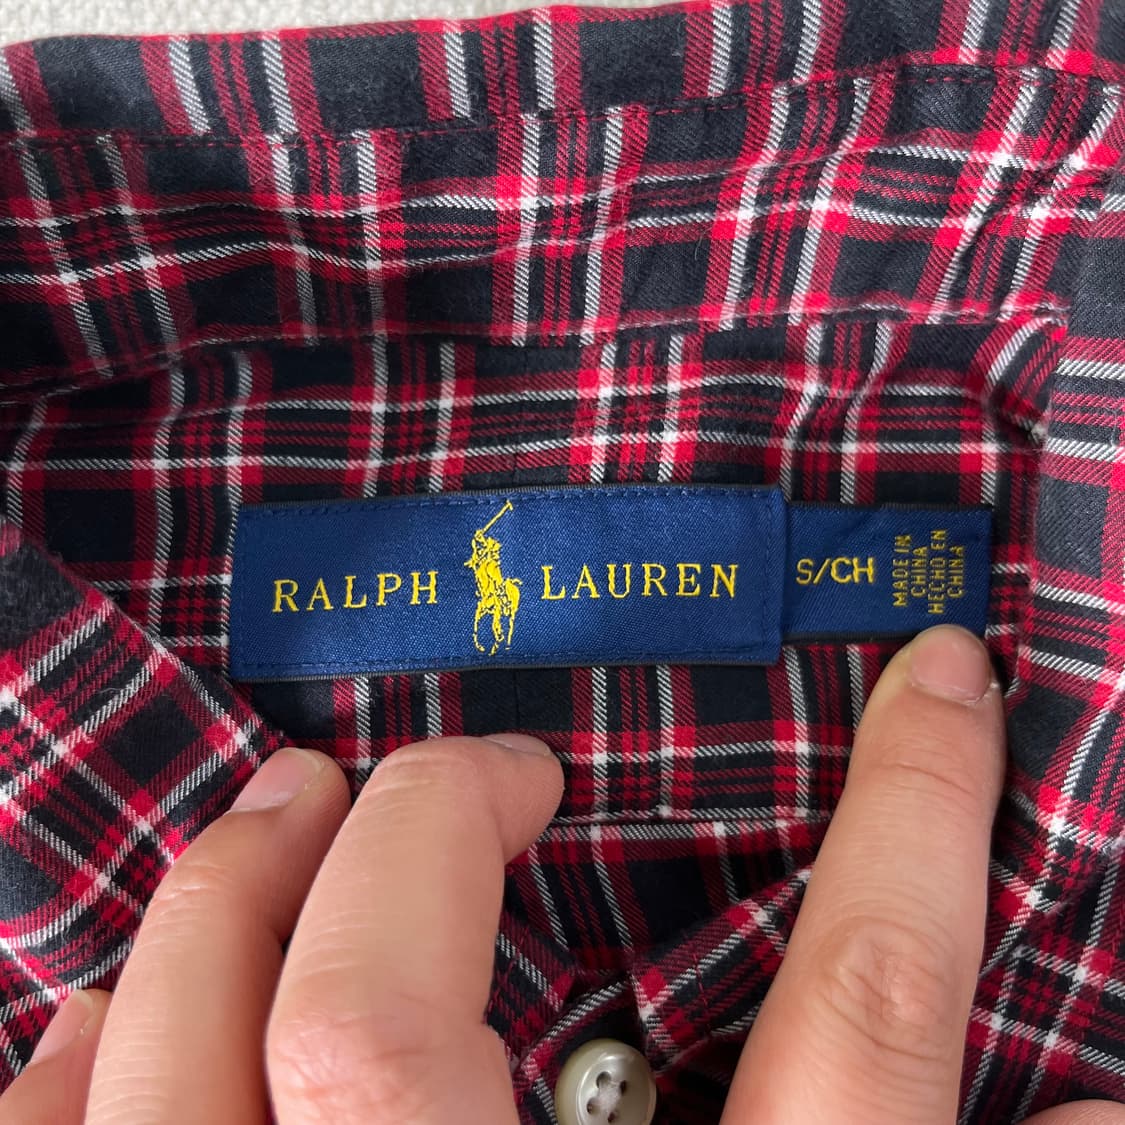 RALPH LAUREN
S/CH
MADE IN
CHINA
HECHO EN
CHINA